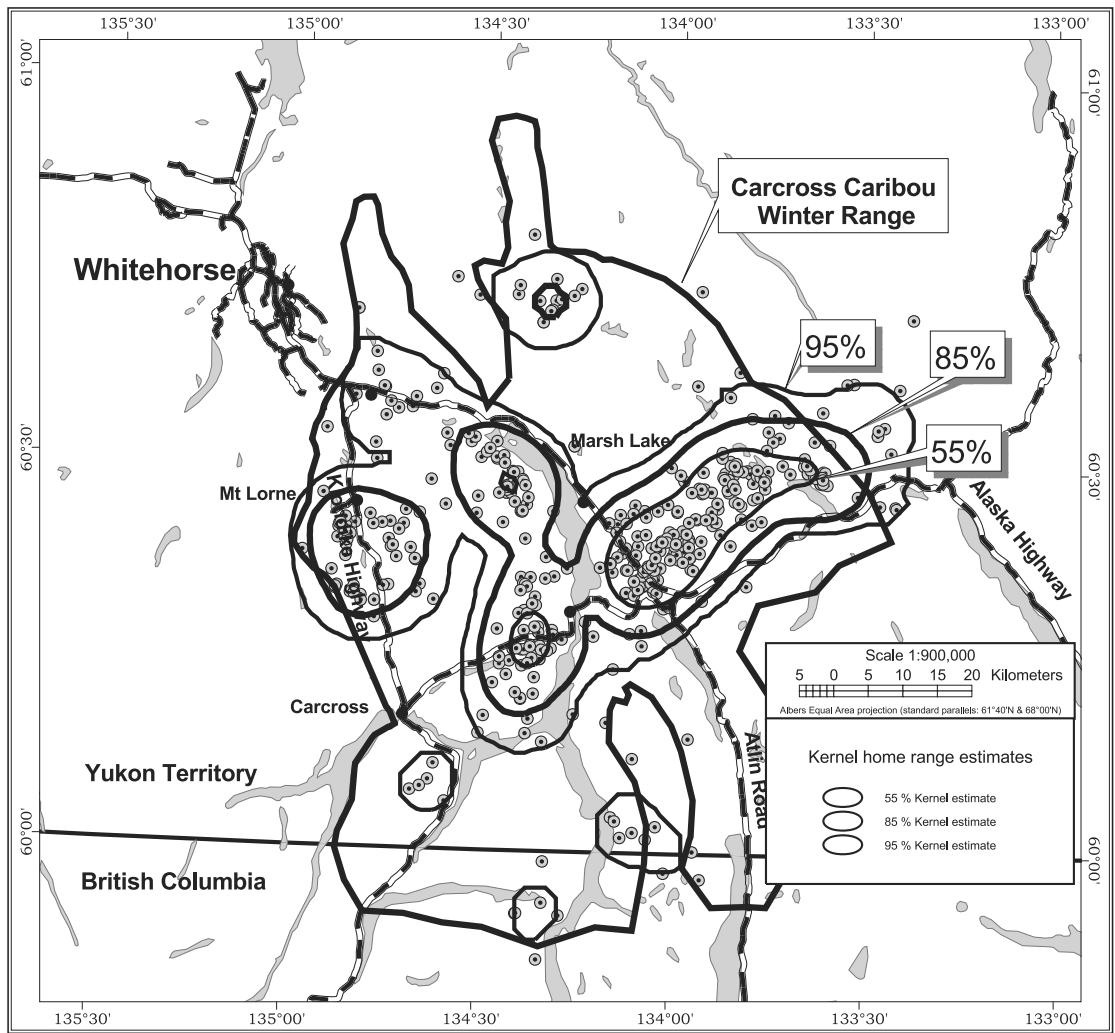 135°30' 135°00' 134°30' 134°00' 133°30' 133°00'
61°00'
61°00'
Carcross Caribou
Winter Range
Whitehorse
95%
85%
55%
Marsh Lake
60°30'
60°30'
Mt Lorne
Klondike Highway
Alaska Highway
Scale 1:900,000
5 0 5 10 15 20 Kilometers
Albers Equal Area projection (standard parallels: 61°40'N & 68°00'N)
Carcross
Atlin Road
Yukon Territory
Kernel home range estimates
55 % Kernel estimate
85 % Kernel estimate
95 % Kernel estimate
60°00'
60°00'
British Columbia
135°30' 135°00' 134°30' 134°00' 133°30' 133°00'